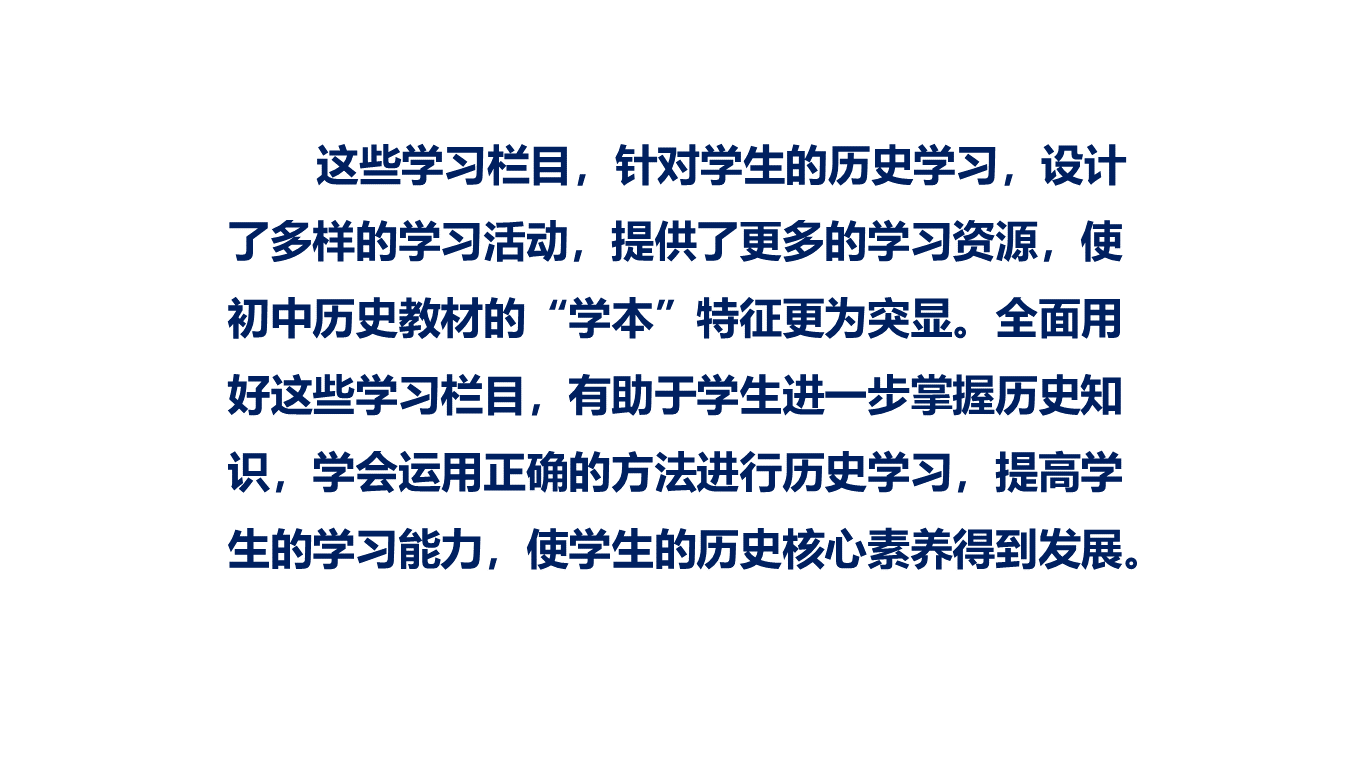 这些学习栏目，针对学生的历史学习，设计
了多样的学习活动，提供了更多的学习资源，使
初中历史教材的“学本”特征更为突显。全面用
好这些学习栏目，有助于学生进一步掌握历史知
识，学会运用正确的方法进行历史学习，提高学
生的学习能力，使学生的历史核心素养得到发展。